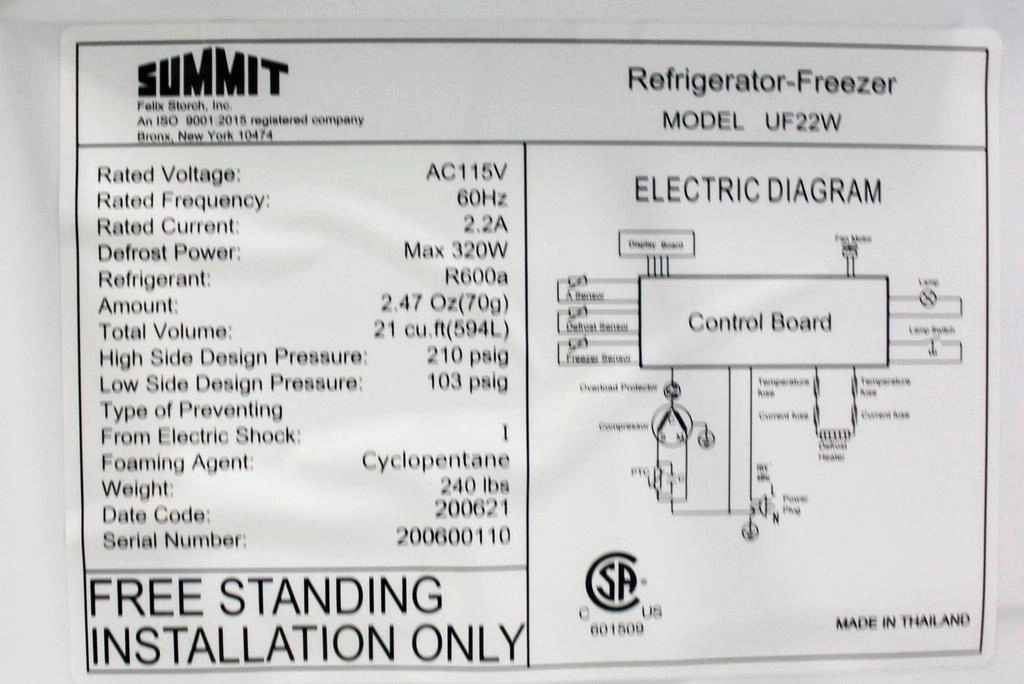 SUMMIT
Felix Storch, Inc.
An ISO 9001:2015 registered company
Bronx, New York 10474
Refrigerator-Freezer
MODEL UF22W
Rated Voltage: AC115V
Rated Frequency: 60Hz
Rated Current: 2.2A
Defrost Power: Max 320W
Refrigerant: R600a
Amount: 2.47 Oz(70g)
Total Volume: 21 cu.ft(594L)
High Side Design Pressure: 210 psig
Low Side Design Pressure: 103 psig
Type of Preventing
From Electric Shock: I
Foaming Agent: Cyclopentane
Weight: 240 lbs
Date Code: 200621
Serial Number: 200600110
FREE STANDING
INSTALLATION ONLY
ELECTRIC DIAGRAM
Display Board
Fan Motor
A Sensor
Defrost Sensor
Freezer Sensor
Control Board
Lamp
Lamp Switch
Overload Protector
Compressor
PTC
Temperature
fuse
Current fuse
Temperature
fuse
Current fuse
Defrost
Heater
Power
Plug
L
N
CSA
C US
601509
MADE IN THAILAND